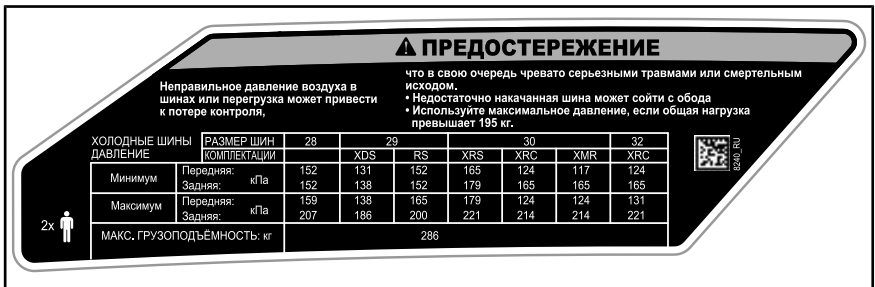 ПРЕДОСТЕРЕЖЕНИЕ
Неправильное давление воздуха в
шинах или перегрузка может привести
к потере контроля,
что в свою очередь чревато серьезными травмами или смертельным
исходом.
• Недостаточно накачанная шина может сойти с обода
• Используйте максимальное давление, если общая нагрузка
превышает 195 кг.
ХОЛОДНЫЕ ШИНЫ РАЗМЕР ШИН 28 29 30 32
ДАВЛЕНИЕ КОМПЛЕКТАЦИИ XDS RS XRS XRC XMR XRC
Минимум Передняя: кПа 152 131 152 165 124 117 124
Задняя: 152 138 152 179 165 165 165
Максимум Передняя: кПа 159 138 165 179 124 124 131
Задняя: 207 186 200 221 214 214 221
МАКС. ГРУЗОПОДЪЁМНОСТЬ: кг 286
2x
8240_RU